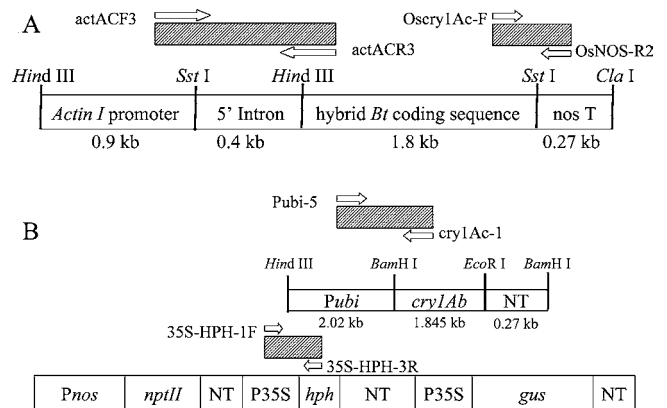 A
actACF3
Oscry1Ac-F
actACR3
OsNOS-R2
Hind III
Sst I
Hind III
Sst I
Cla I
Actin I promoter
5' Intron
hybrid Bt coding sequence
nos T
0.9 kb
0.4 kb
1.8 kb
0.27 kb
B
Pubi-5
cry1Ac-1
Hind III
BamH I
EcoR I
BamH I
Pubi
cry1Ab
NT
2.02 kb
1.845 kb
0.27 kb
35S-HPH-1F
35S-HPH-3R
Pnos
nptII
NT
P35S
hph
NT
P35S
gus
NT